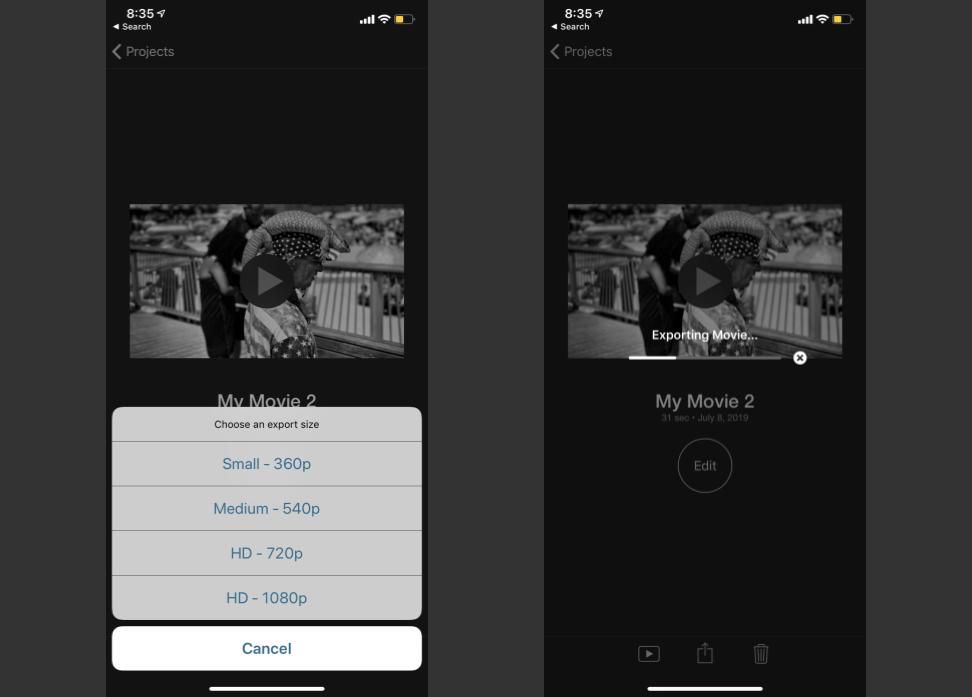 8:35
Search
Projects
My Movie 2
Choose an export size
Small - 360p
Medium - 540p
HD - 720p
HD - 1080p
Cancel
8:35
Search
Projects
Exporting Movie...
My Movie 2
31 sec • July 8, 2019
Edit